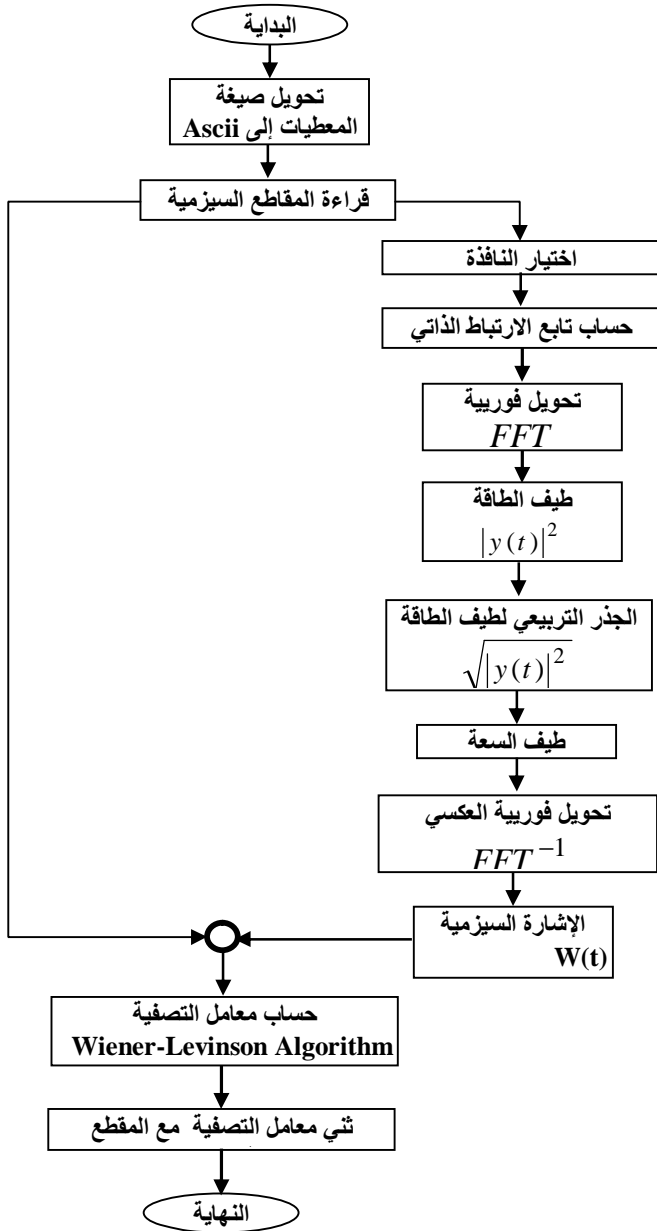 البداية
تحويل صيغة
المعطيات إلى Ascii
قراءة المقاطع السيزمية
اختيار النافذة
حساب تابع الارتباط الذاتي
تحويل فوريية
FFT
طيف الطاقة
|y(t)|²
الجذر التربيعي لطيف الطاقة
√|y(t)|²
طيف السعة
تحويل فوريية العكسي
FFT⁻¹
الإشارة السيزمية
W(t)
حساب معامل التصفية
Wiener-Levinson Algorithm
ثني معامل التصفية مع المقطع
النهاية